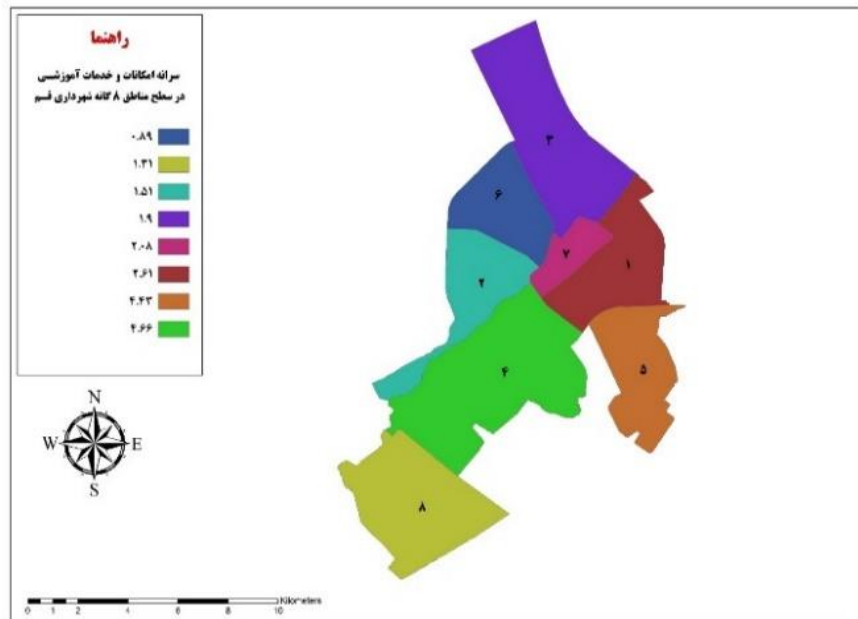 راهنما
سرانه امکانات و خدمات آموزشی
در سطح مناطق ۸ گانه شهرداری قم
۰.۸۹
۱.۳۱
۱.۵۱
۱.۹
۲.۰۸
۲.۶۱
۴.۴۳
۴.۶۶
۳
۶
۷
۱
۲
۴
۵
۸
N
W E
S
0 1 2 4 6 8 10 Kilometers